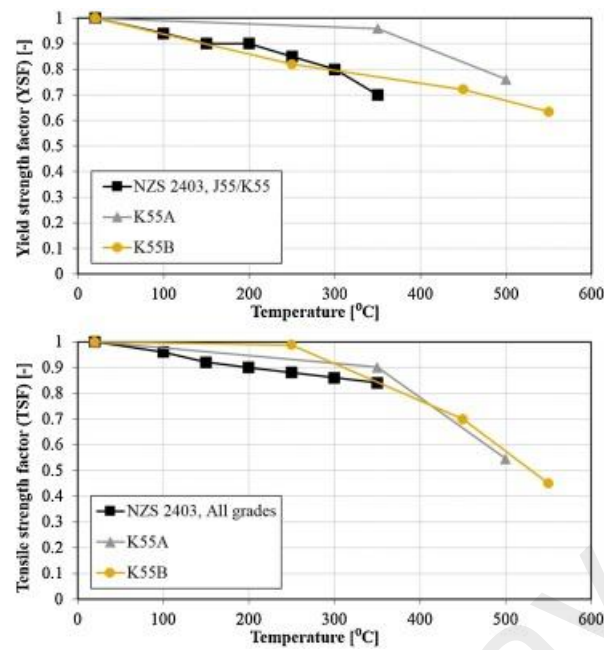 Yield strength factor (YSF) [-]
1
0.9
0.8
0.7
0.6
0.5
0.4
0.3
0.2
0.1
0
NZS 2403, J55/K55
K55A
K55B
0 100 200 300 400 500 600
Temperature [⁰C]
Tensile strength factor (TSF) [-]
1
0.9
0.8
0.7
0.6
0.5
0.4
0.3
0.2
0.1
0
NZS 2403, All grades
K55A
K55B
0 100 200 300 400 500 600
Temperature [⁰C]